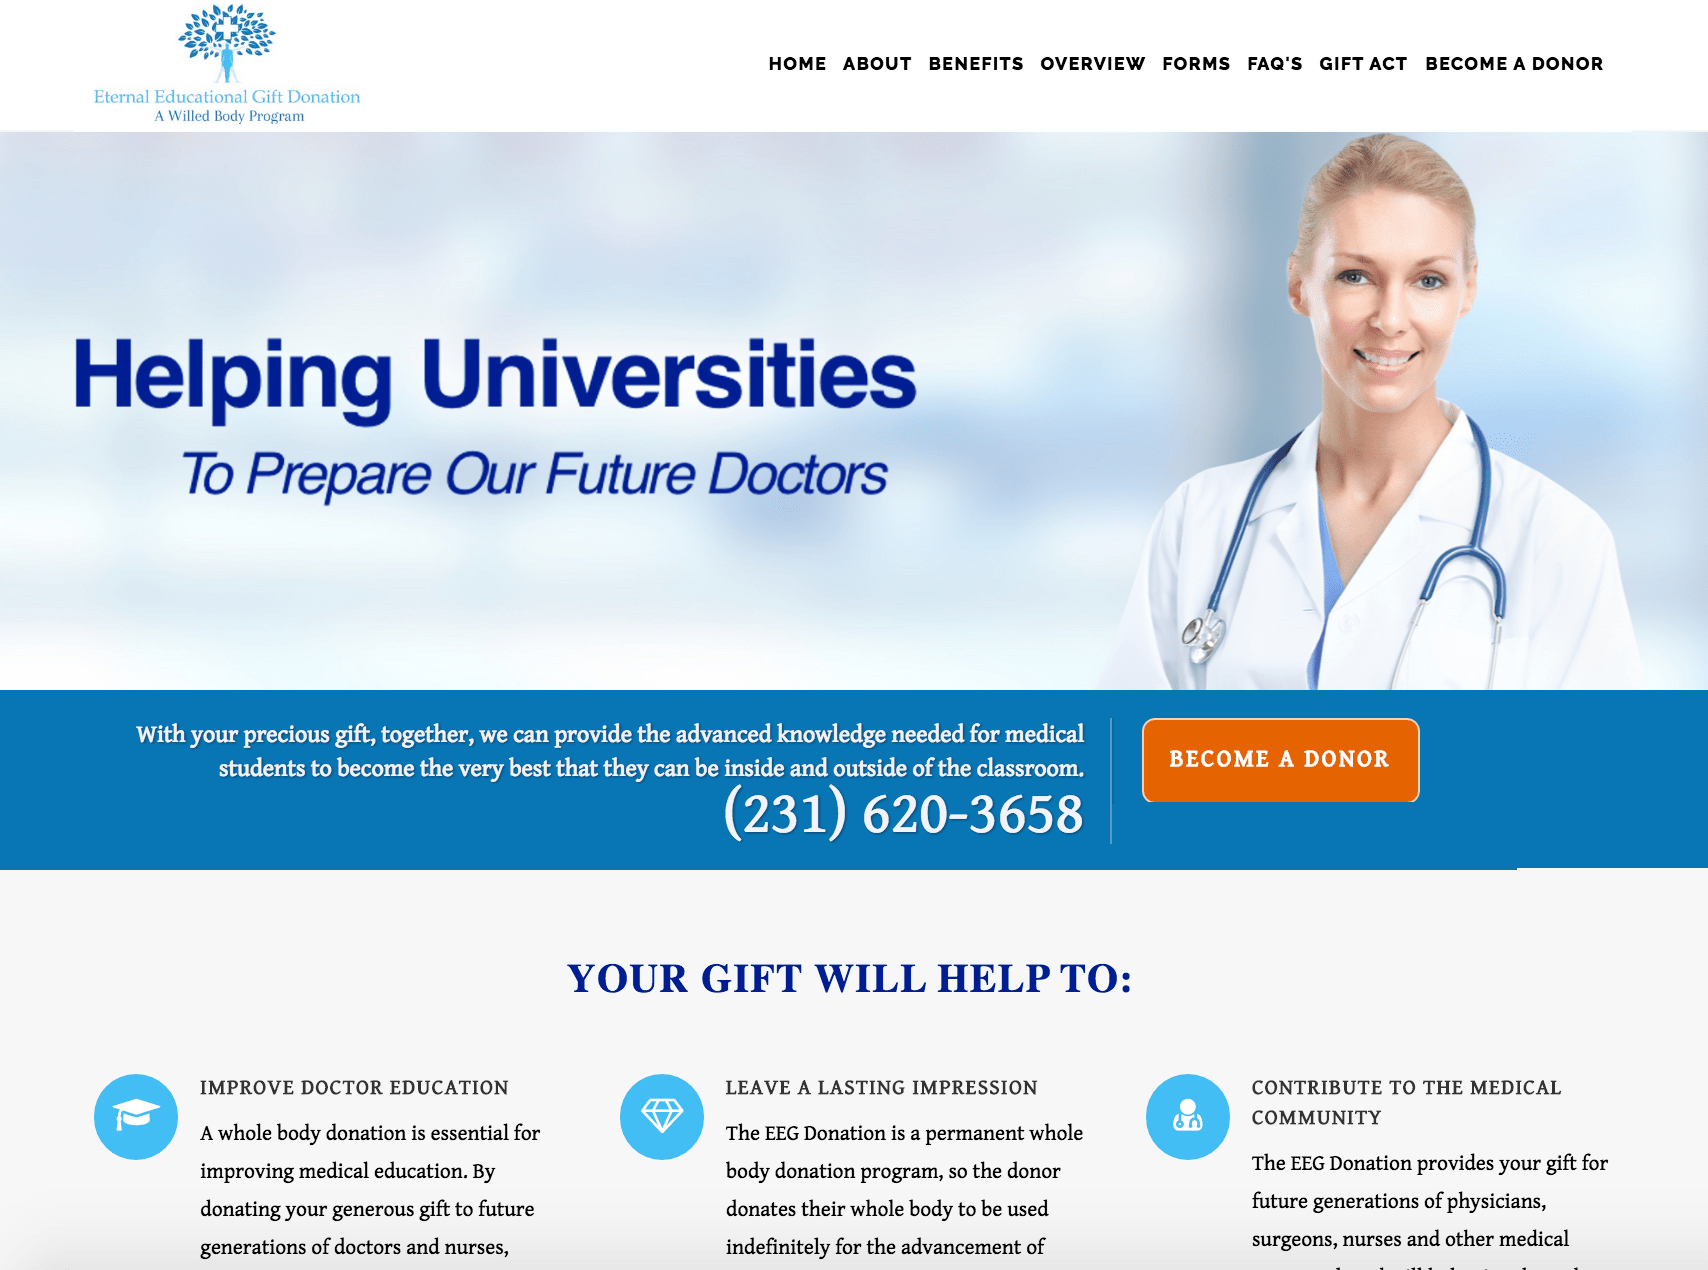 Eternal Educational Gift Donation
A Willed Body Program
HOME ABOUT BENEFITS OVERVIEW FORMS FAQ'S GIFT ACT BECOME A DONOR
Helping Universities
To Prepare Our Future Doctors
With your precious gift, together, we can provide the advanced knowledge needed for medical
students to become the very best that they can be inside and outside of the classroom.
(231) 620-3658
BECOME A DONOR
YOUR GIFT WILL HELP TO:
IMPROVE DOCTOR EDUCATION
A whole body donation is essential for
improving medical education. By
donating your generous gift to future
generations of doctors and nurses,
LEAVE A LASTING IMPRESSION
The EEG Donation is a permanent whole
body donation program, so the donor
donates their whole body to be used
indefinitely for the advancement of
CONTRIBUTE TO THE MEDICAL
COMMUNITY
The EEG Donation provides your gift for
future generations of physicians,
surgeons, nurses and other medical